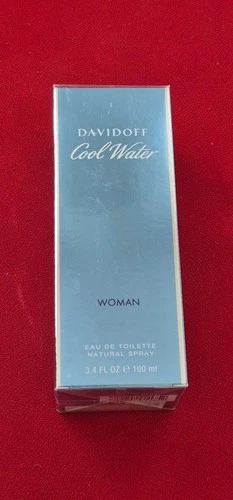 DAVIDOFF
Cool Water
WOMAN
EAU DE TOILETTE
NATURAL SPRAY
3.4 FL OZ e 100 ml